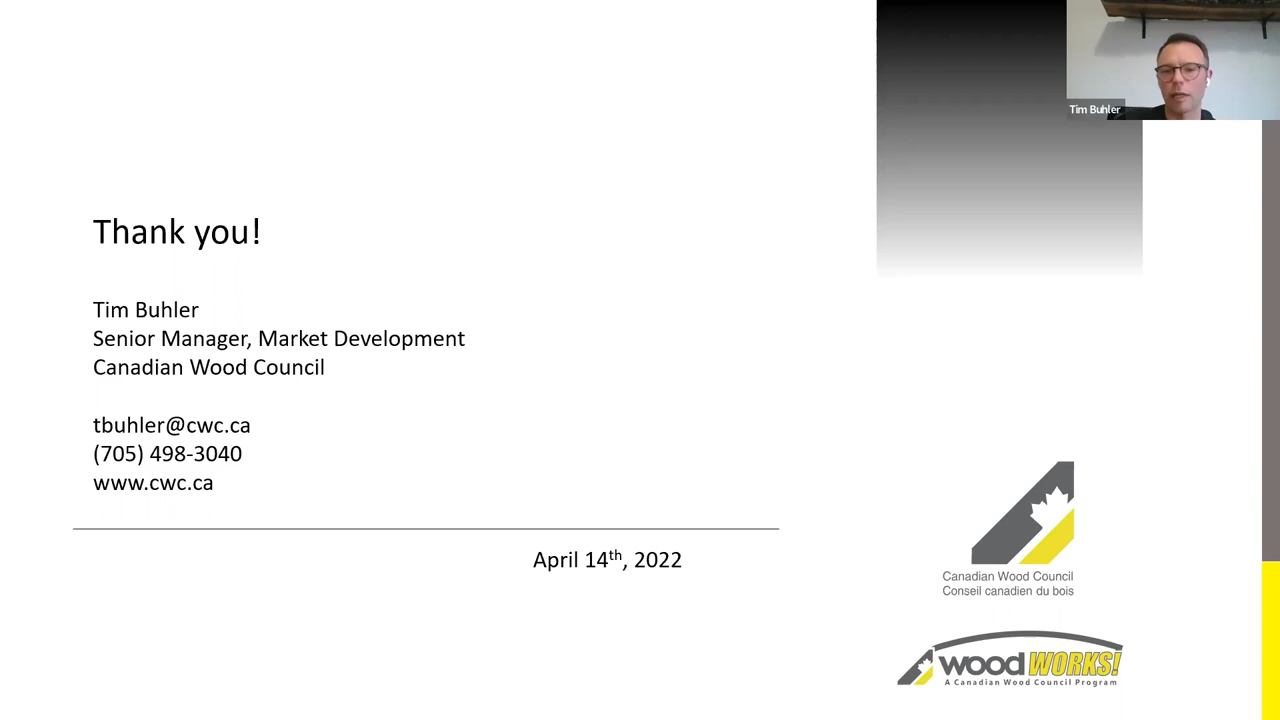 Tim Buhler
Thank you!
Tim Buhler
Senior Manager, Market Development
Canadian Wood Council
tbuhler@cwc.ca
(705) 498-3040
www.cwc.ca
April 14th, 2022
Canadian Wood Council
Conseil canadien du bois
wood WORKS!
A Canadian Wood Council Program